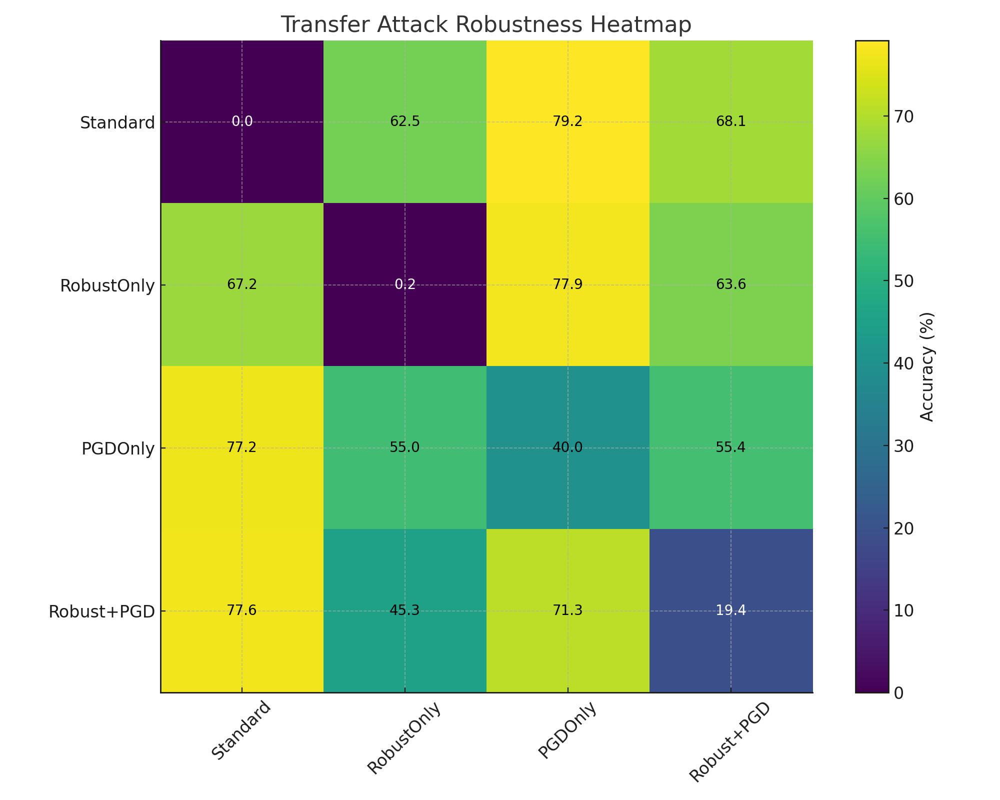 Transfer Attack Robustness Heatmap
Standard 0.0 62.5 79.2 68.1
RobustOnly 67.2 0.2 77.9 63.6
PGDOnly 77.2 55.0 40.0 55.4
Robust+PGD 77.6 45.3 71.3 19.4
Standard RobustOnly PGDOnly Robust+PGD
70
60
50
40
30
20
10
0
Accuracy (%)